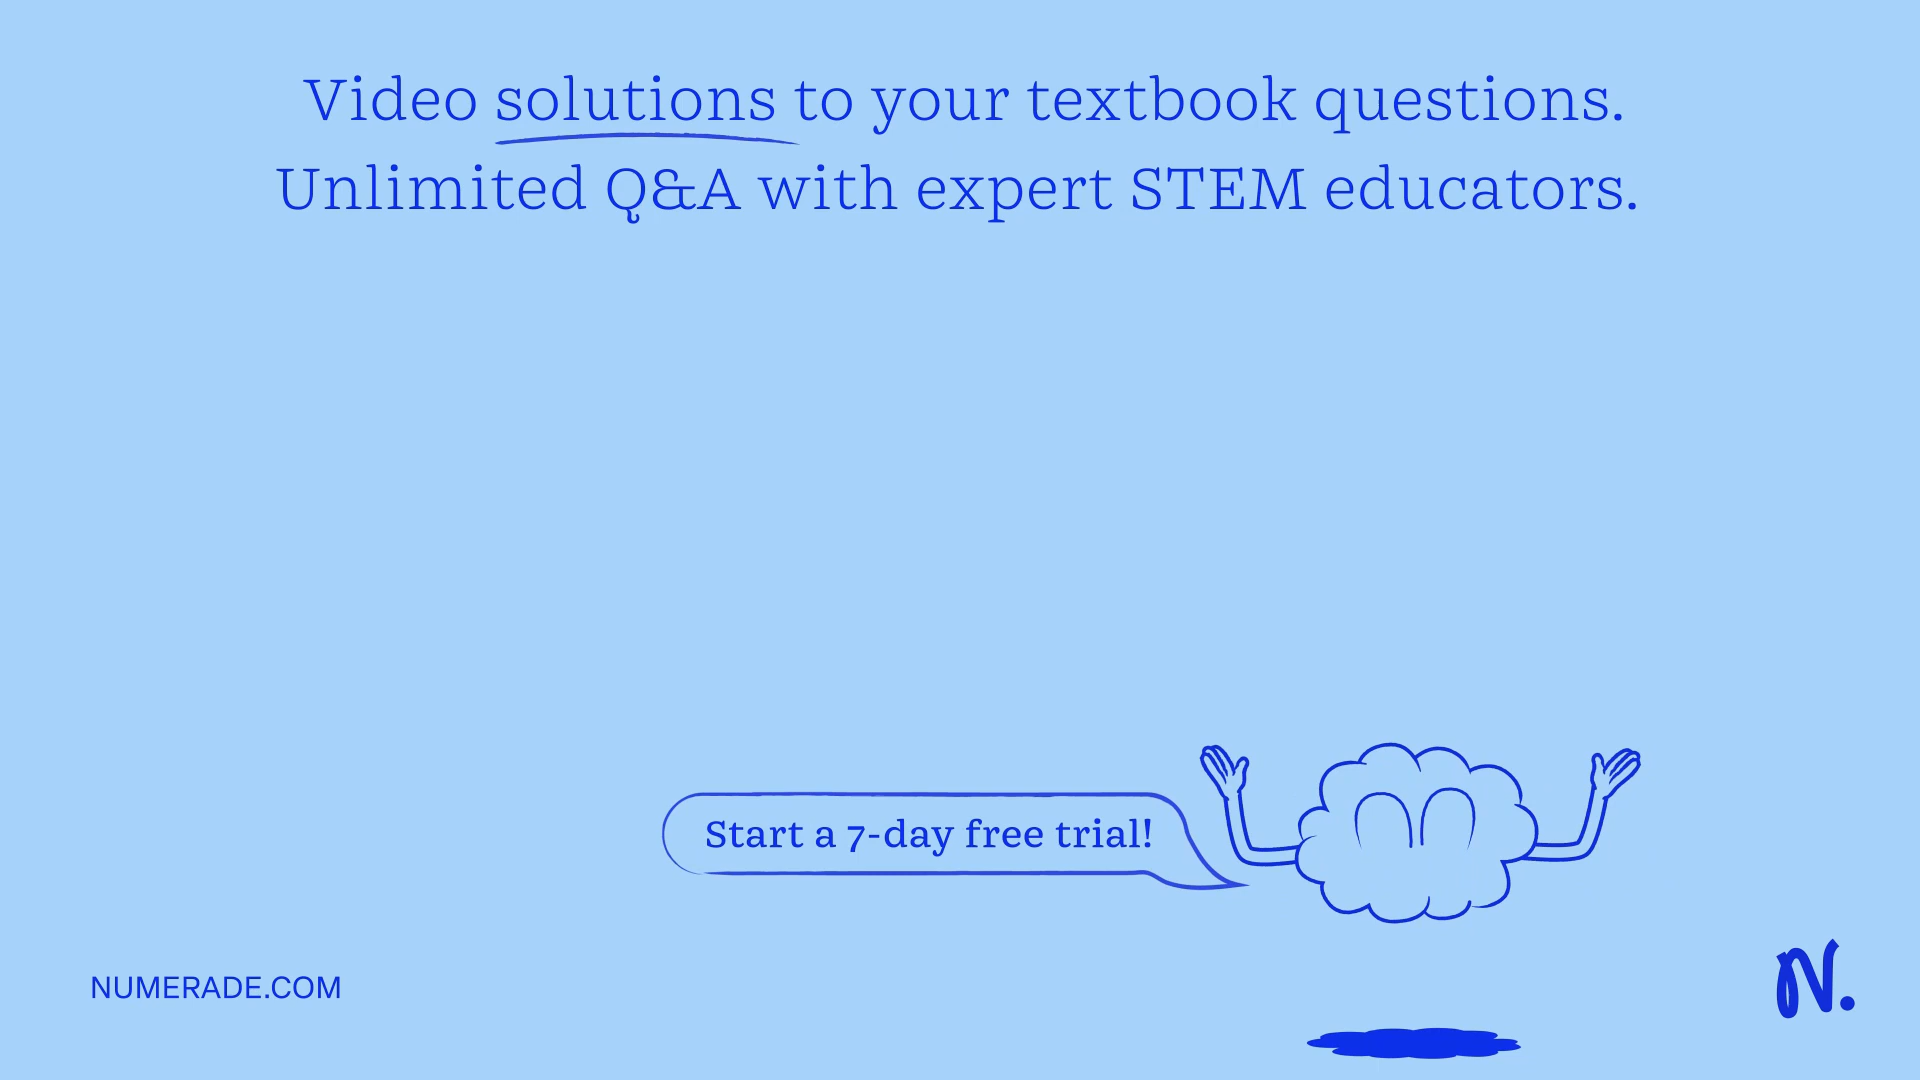 Video solutions to your textbook questions.
Unlimited Q&A with expert STEM educators.
Start a 7-day free trial!
NUMERADE.COM
N.